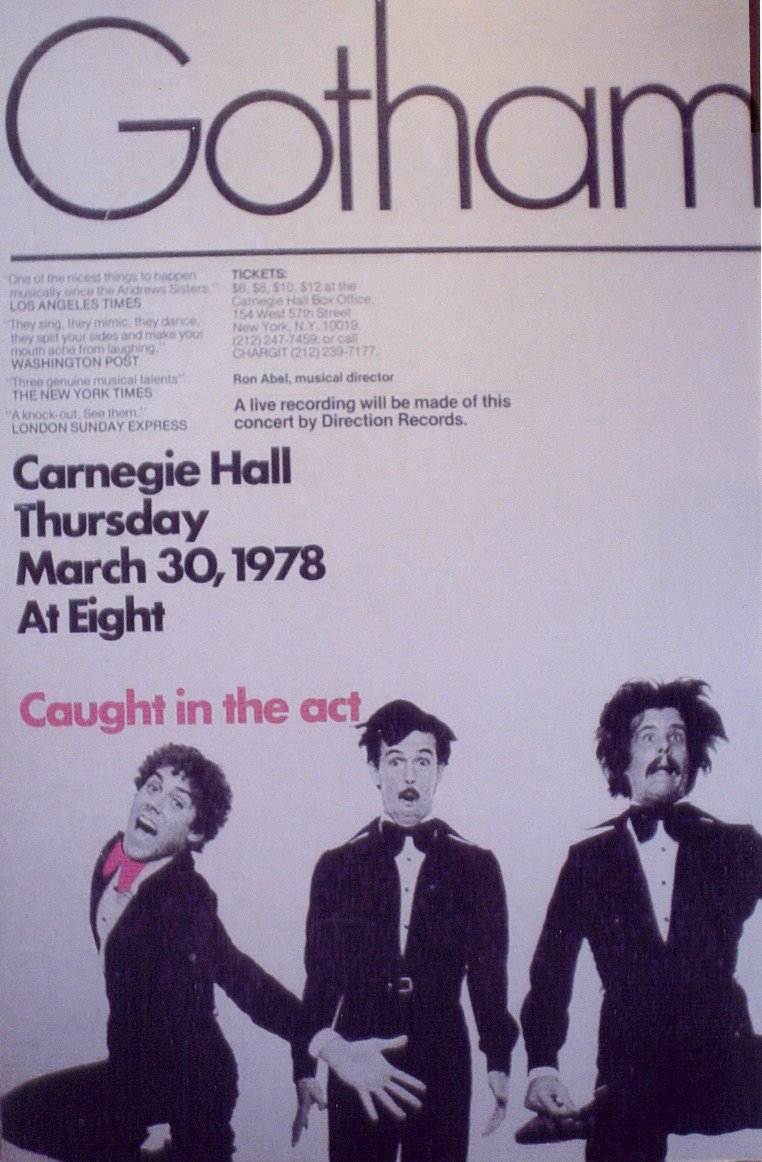 Gotham
"One of the nicest things to happen
musically since the Andrews Sisters."
LOS ANGELES TIMES
"They sing, they mimic, they dance,
they split your sides and make your
mouth ache from laughing."
WASHINGTON POST
"Three genuine musical talents"
THE NEW YORK TIMES
"A knock-out. See them."
LONDON SUNDAY EXPRESS
TICKETS:
$6, $8, $10, $12 at the
Carnegie Hall Box Office,
154 West 57th Street
New York, N.Y. 10019.
(212) 247-7459, or call
CHARGIT (212) 239-7177.
Ron Abel, musical director
A live recording will be made of this
concert by Direction Records.
Carnegie Hall
Thursday
March 30, 1978
At Eight
Caught in the act